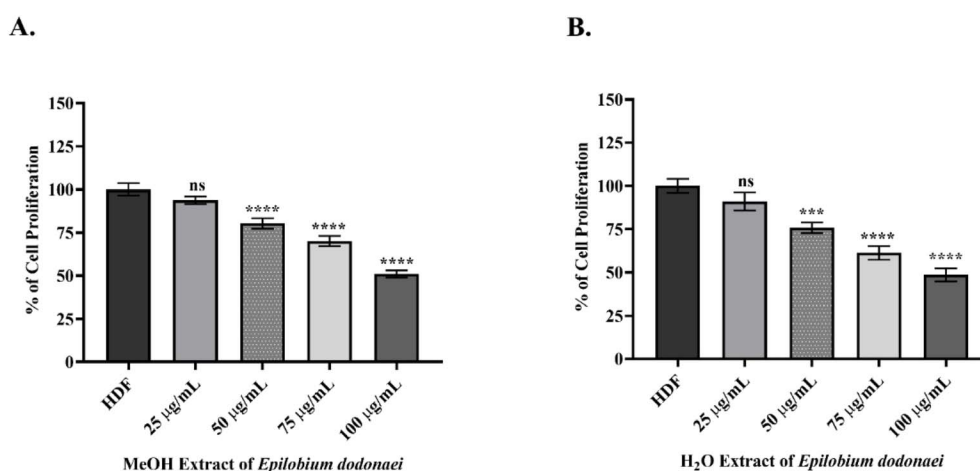 A.
% of Cell Proliferation
150
125
100
75
50
25
0
ns
****
****
****
HDF
25 µg/mL
50 µg/mL
75 µg/mL
100 µg/mL
MeOH Extract of Epilobium dodonaei
B.
% of Cell Proliferation
150
125
100
75
50
25
0
ns
***
****
****
HDF
25 µg/mL
50 µg/mL
75 µg/mL
100 µg/mL
H₂O Extract of Epilobium dodonaei